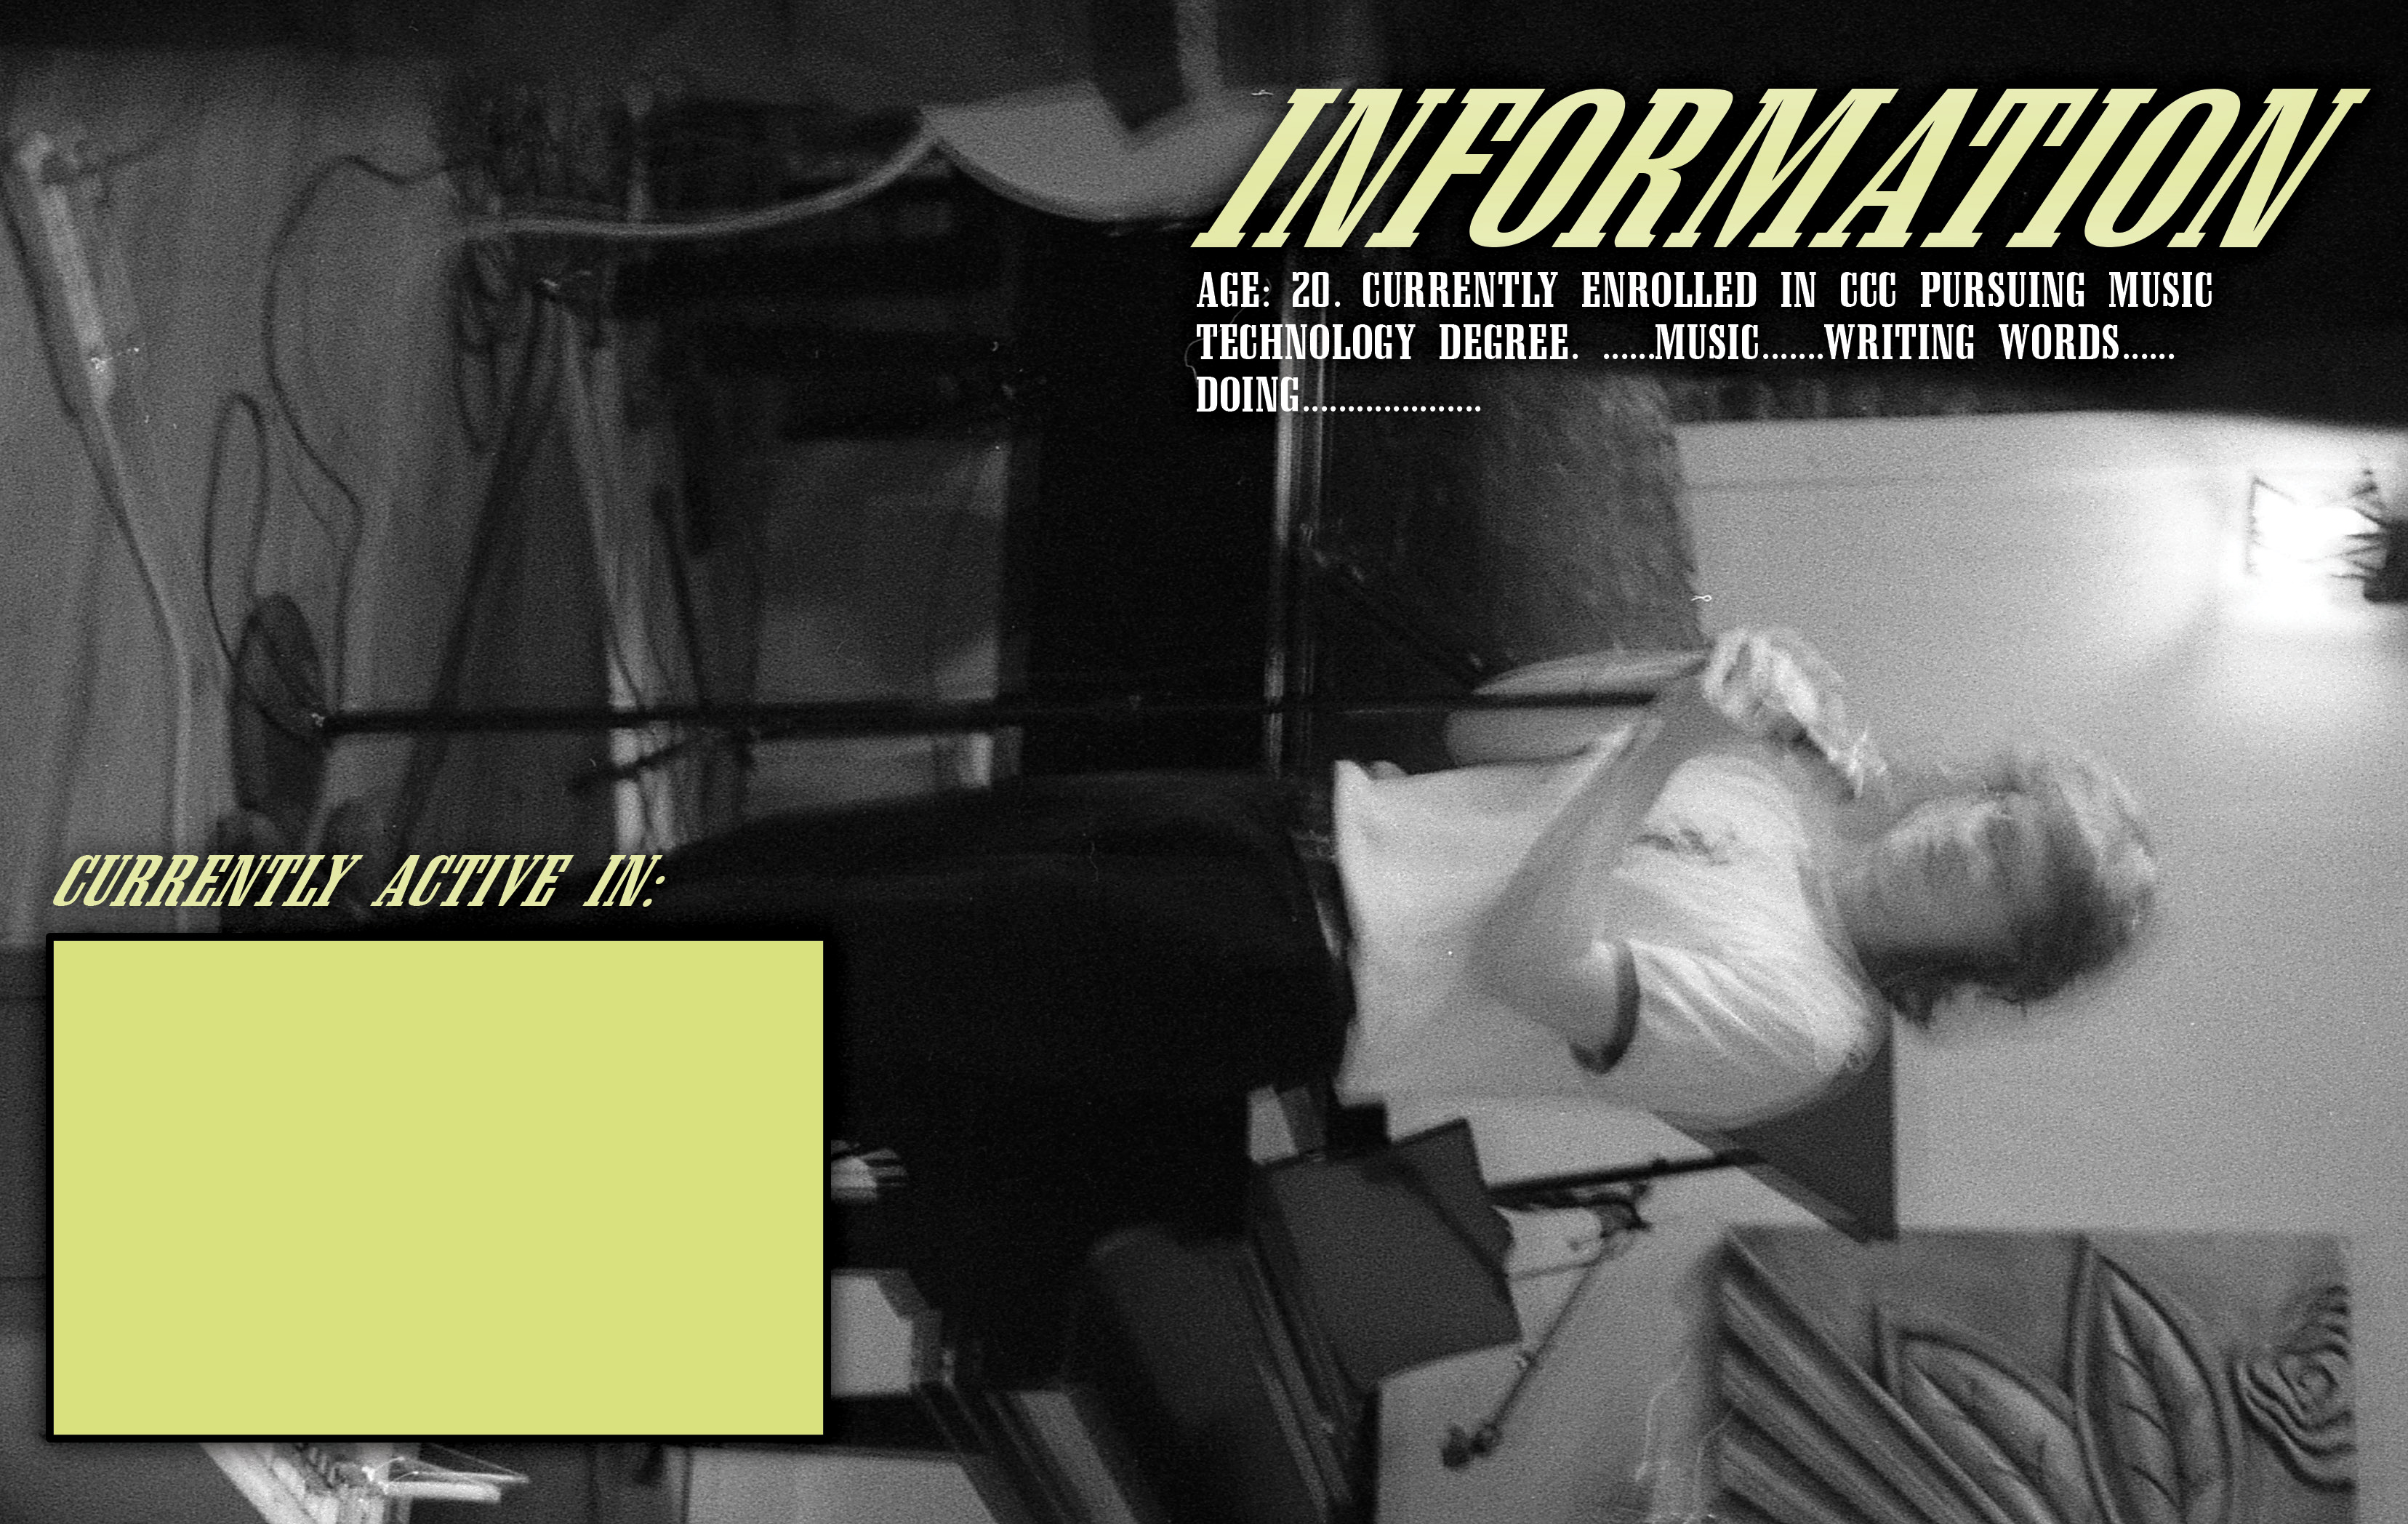 INFORMATION
AGE: 20. CURRENTLY ENROLLED IN CCC PURSUING MUSIC
TECHNOLOGY DEGREE. ......MUSIC.......WRITING WORDS......
DOING....................
CURRENTLY ACTIVE IN: